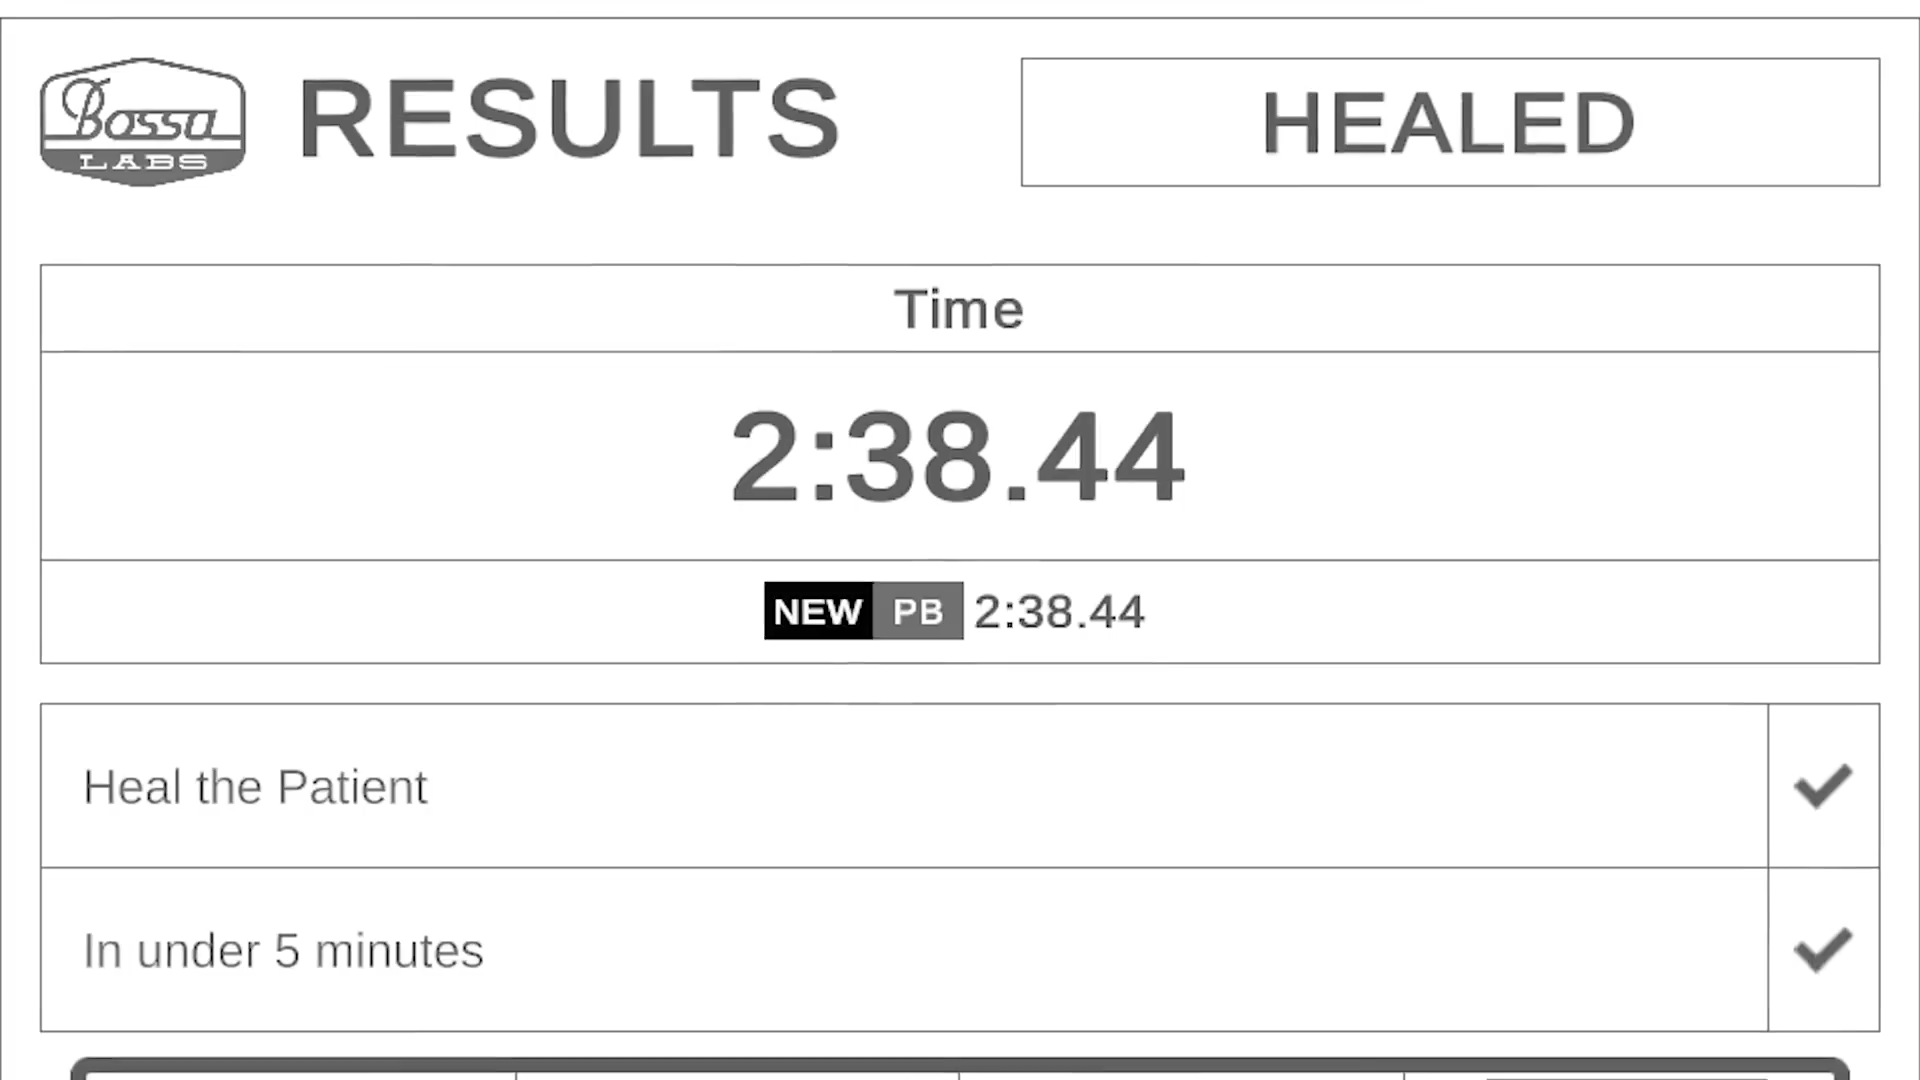 Bossa
LABS
RESULTS
HEALED
Time
2:38.44
NEW PB 2:38.44
Heal the Patient
In under 5 minutes